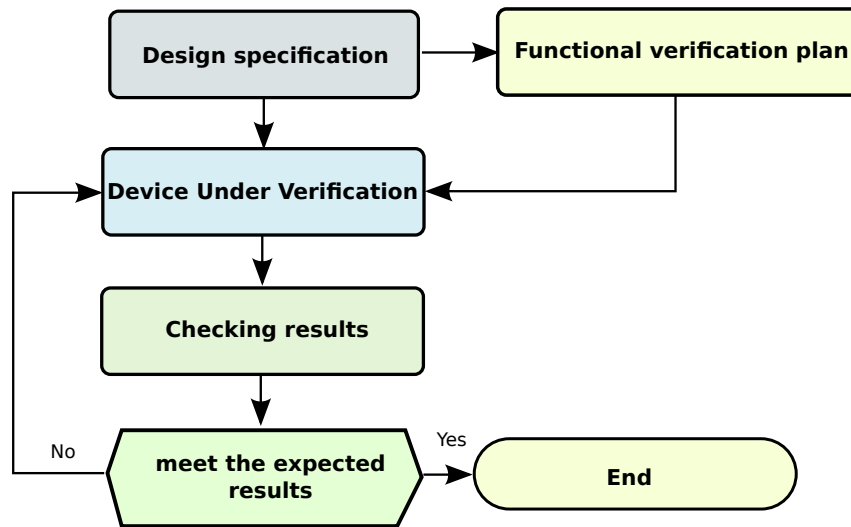 Design specification
Functional verification plan
Device Under Verification
Checking results
No
meet the expected
results
Yes
End